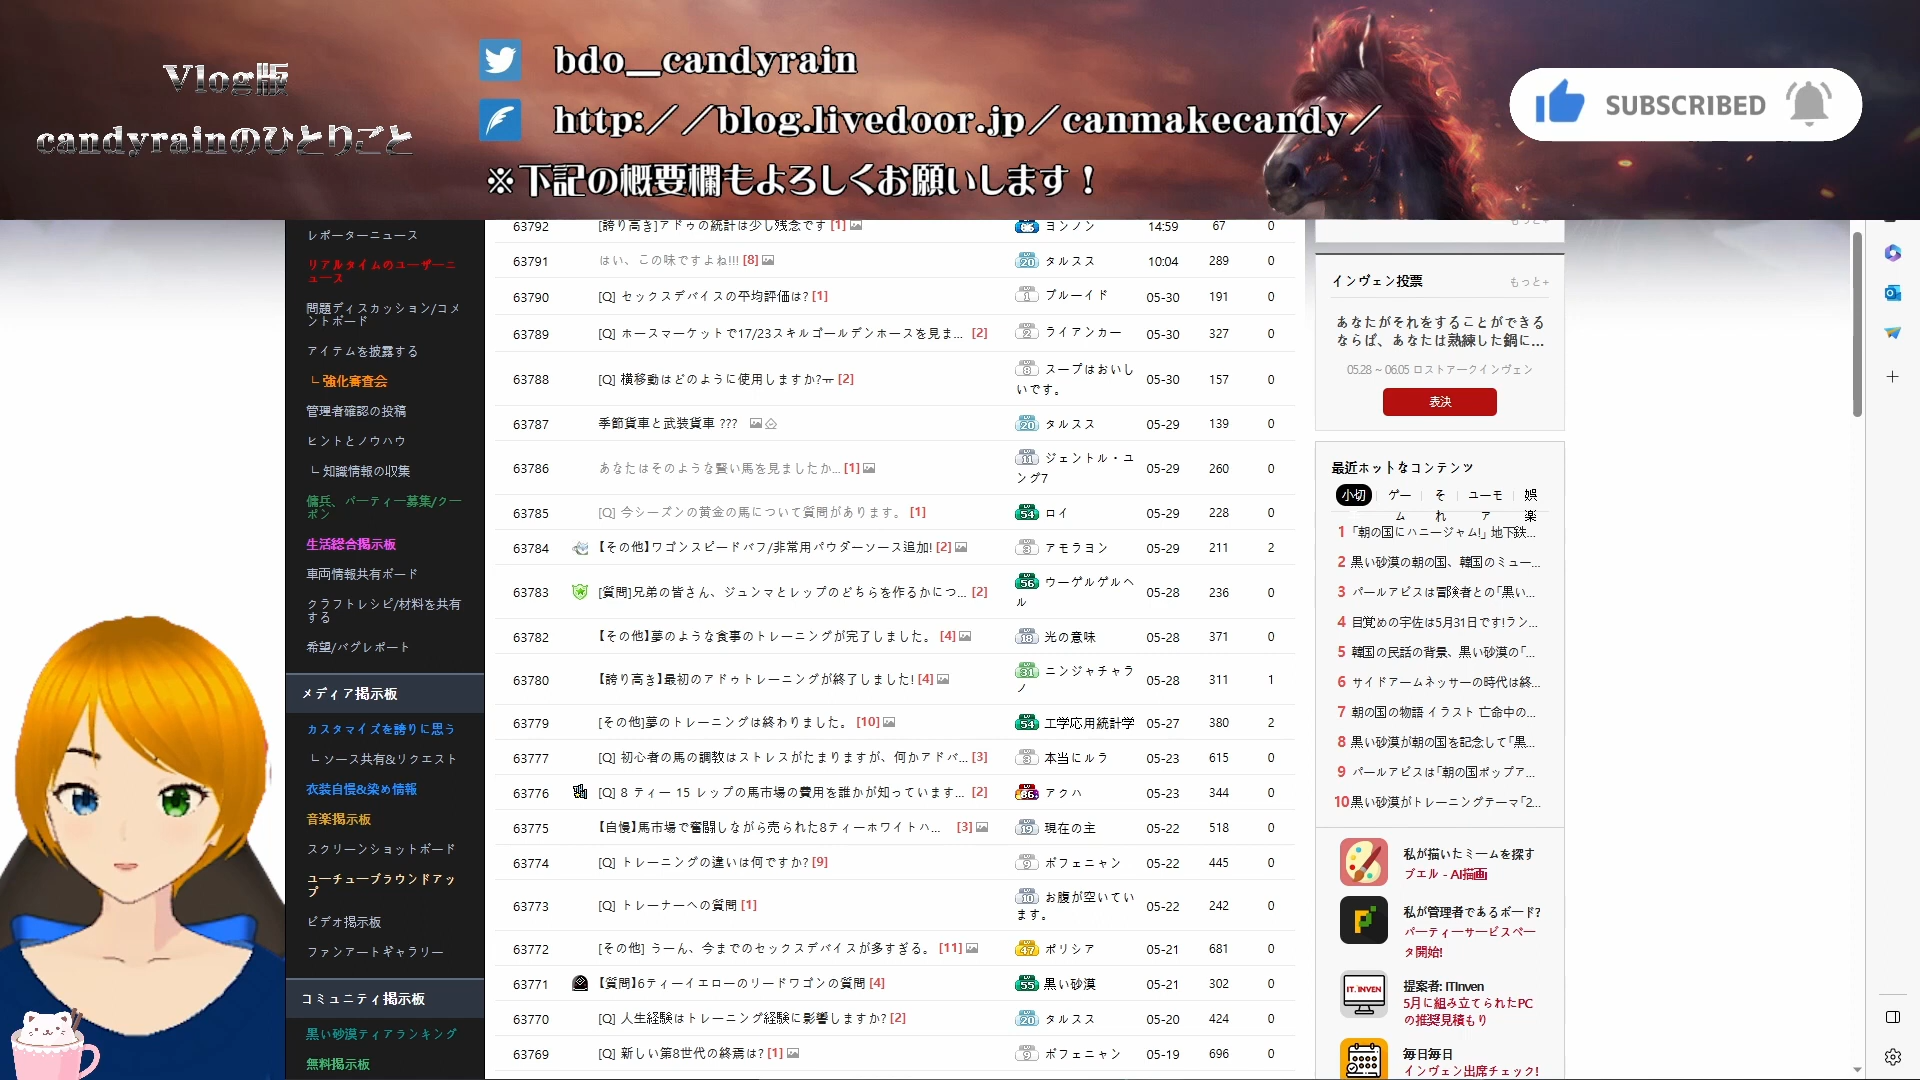 Vlog版
candyrainのひとりごと
bdo__candyrain
http://blog.livedoor.jp/canmakecandy/
※下記の概要欄もよろしくお願いします！
SUBSCRIBED
レポーターニュース
リアルタイムのユーザーニュース
問題ディスカッション/コメントボード
アイテムを披露する
└ 強化審査会
管理者確認の投稿
ヒントとノウハウ
└ 知識情報の収集
傭兵、パーティー募集/クーポン
生活総合掲示板
車両情報共有ボード
クラフトレシピ/材料を共有する
希望/バグレポート
メディア掲示板
カスタマイズを誇りに思う
└ ソース共有&リクエスト
衣装自慢&染め情報
音楽掲示板
スクリーンショットボード
ユーチューブラウンドアップ
ビデオ掲示板
ファンアートギャラリー
コミュニティ掲示板
黒い砂漠ティアランキング
無料掲示板
63792 [誇り高き]アドゥの統計は少し残念です [1] ヨンノン 14:59 67 0
63791 はい、この味ですよね!!! [8] 20 タルスス 10:04 289 0
63790 [Q] セックスデバイスの平均評価は? [1] 1 ブルーイド 05-30 191 0
63789 [Q] ホースマーケットで17/23スキルゴールデンホースを見ま... [2] 2 ライアンカー 05-30 327 0
63788 [Q] 横移動はどのように使用しますか?ㅠ [2] 8 スープはおいしいです。 05-30 157 0
63787 季節貨車と武装貨車 ??? 20 タルスス 05-29 139 0
63786 あなたはそのような賢い馬を見ましたか... [1] 11 ジェントル・ユング7 05-29 260 0
63785 [Q] 今シーズンの黄金の馬について質問があります。 [1] 54 ロイ 05-29 228 0
63784 【その他】ワゴンスピードバフ/非常用パウダーソース追加! [2] 3 アモラヨン 05-29 211 2
63783 [質問]兄弟の皆さん、ジュンマとレップのどちらを作るかにつ... [2] 56 ウーゲルゲルヘル 05-28 236 0
63782 【その他】夢のような食事のトレーニングが完了しました。 [4] 18 光の意味 05-28 371 0
63780 【誇り高き】最初のアドゥトレーニングが終了しました! [4] 31 ニンジャチャラノ 05-28 311 1
63779 [その他]夢のトレーニングは終わりました。 [10] 54 工学応用統計学 05-27 380 2
63777 [Q] 初心者の馬の調教はストレスがたまりますが、何かアドバ... [3] 3 本当にルラ 05-23 615 0
63776 [Q] 8 ティー 15 レップの馬市場の費用を誰かが知っています... [2] 86 アクハ 05-23 344 0
63775 【自慢】馬市場で奮闘しながら売られた8ティーホワイトハ... [3] 19 現在の主 05-22 518 0
63774 [Q] トレーニングの違いは何ですか? [9] 9 ポフェニャン 05-22 445 0
63773 [Q] トレーナーへの質問 [1] 10 お腹が空いています。 05-22 242 0
63772 [その他] うーん、今までのセックスデバイスが多すぎる。 [11] 47 ポリシア 05-21 681 0
63771 【質問】6ティーイエローのリードワゴンの質問 [4] 55 黒い砂漠 05-21 302 0
63770 [Q] 人生経験はトレーニング経験に影響しますか? [2] 20 タルスス 05-20 424 0
63769 [Q] 新しい第8世代の終焉は? [1] 9 ポフェニャン 05-19 696 0
もっと+
インヴェン投票 もっと+
あなたがそれをすることができる
ならば、あなたは熟練した鍋に...
05.28 ~ 06.05 ロストアークインヴェン
表決
最近ホットなコンテンツ
小切 ゲーム それ ユーモア 娯楽
1 「朝の国にハニージャム!」 地下鉄...
2 黒い砂漠の朝の国、韓国のミュー...
3 パールアビスは冒険者との「黒い...
4 目覚めの宇佐は5月31日です!ラン...
5 韓国の民話の背景、黒い砂漠の「...
6 サイドアームネッサーの時代は終...
7 朝の国の物語 イラスト 亡命中の...
8 黒い砂漠が朝の国を記念して「黒...
9 パールアビスは「朝の国ポップア...
10 黒い砂漠がトレーニングテーマ「2...
私が描いたミームを探す
ブエル - AI描画
私が管理者であるボード?
パーティーサービスベータ開始!
IT. INVEN
提案者: ITInven
5月に組み立てられたPCの推奨見積もり
毎日毎日
インヴェン出席チェック!